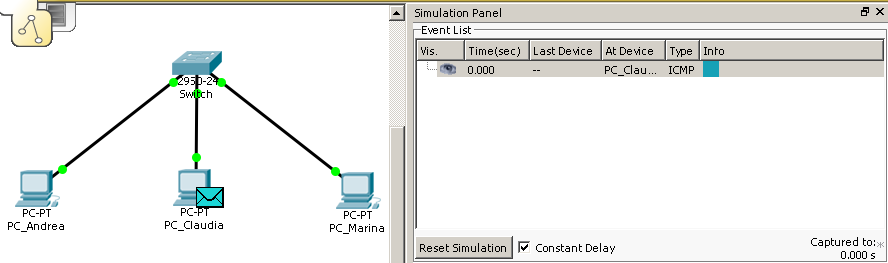 2950-24
Switch
PC-PT
PC_Andrea
PC-PT
PC_Claudia
PC-PT
PC_Marina
Simulation Panel
Event List
Vis. Time(sec) Last Device At Device Type Info
0.000 -- PC_Clau... ICMP
Reset Simulation Constant Delay Captured to:
0.000 s